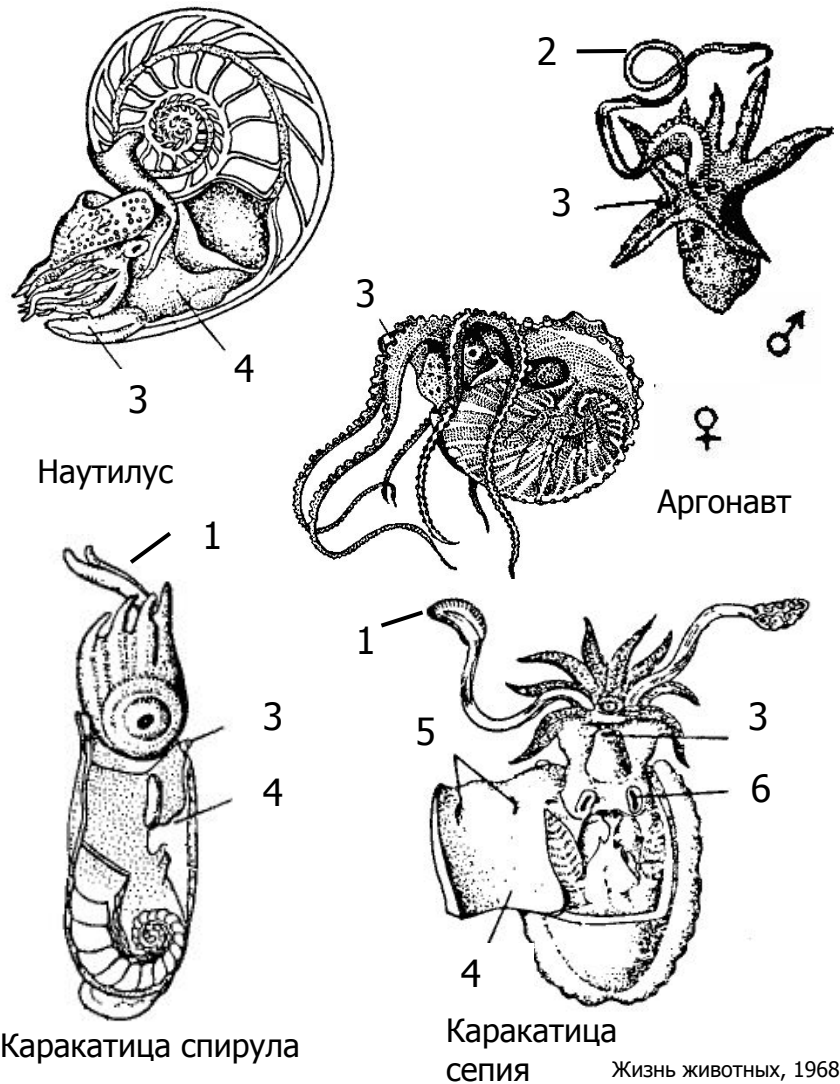 2
3
3
♂
3
4
♀
Наутилус
Аргонавт
1
1
3
5
3
4
6
4
Каракатица спирула
Каракатица
сепия
Жизнь животных, 1968